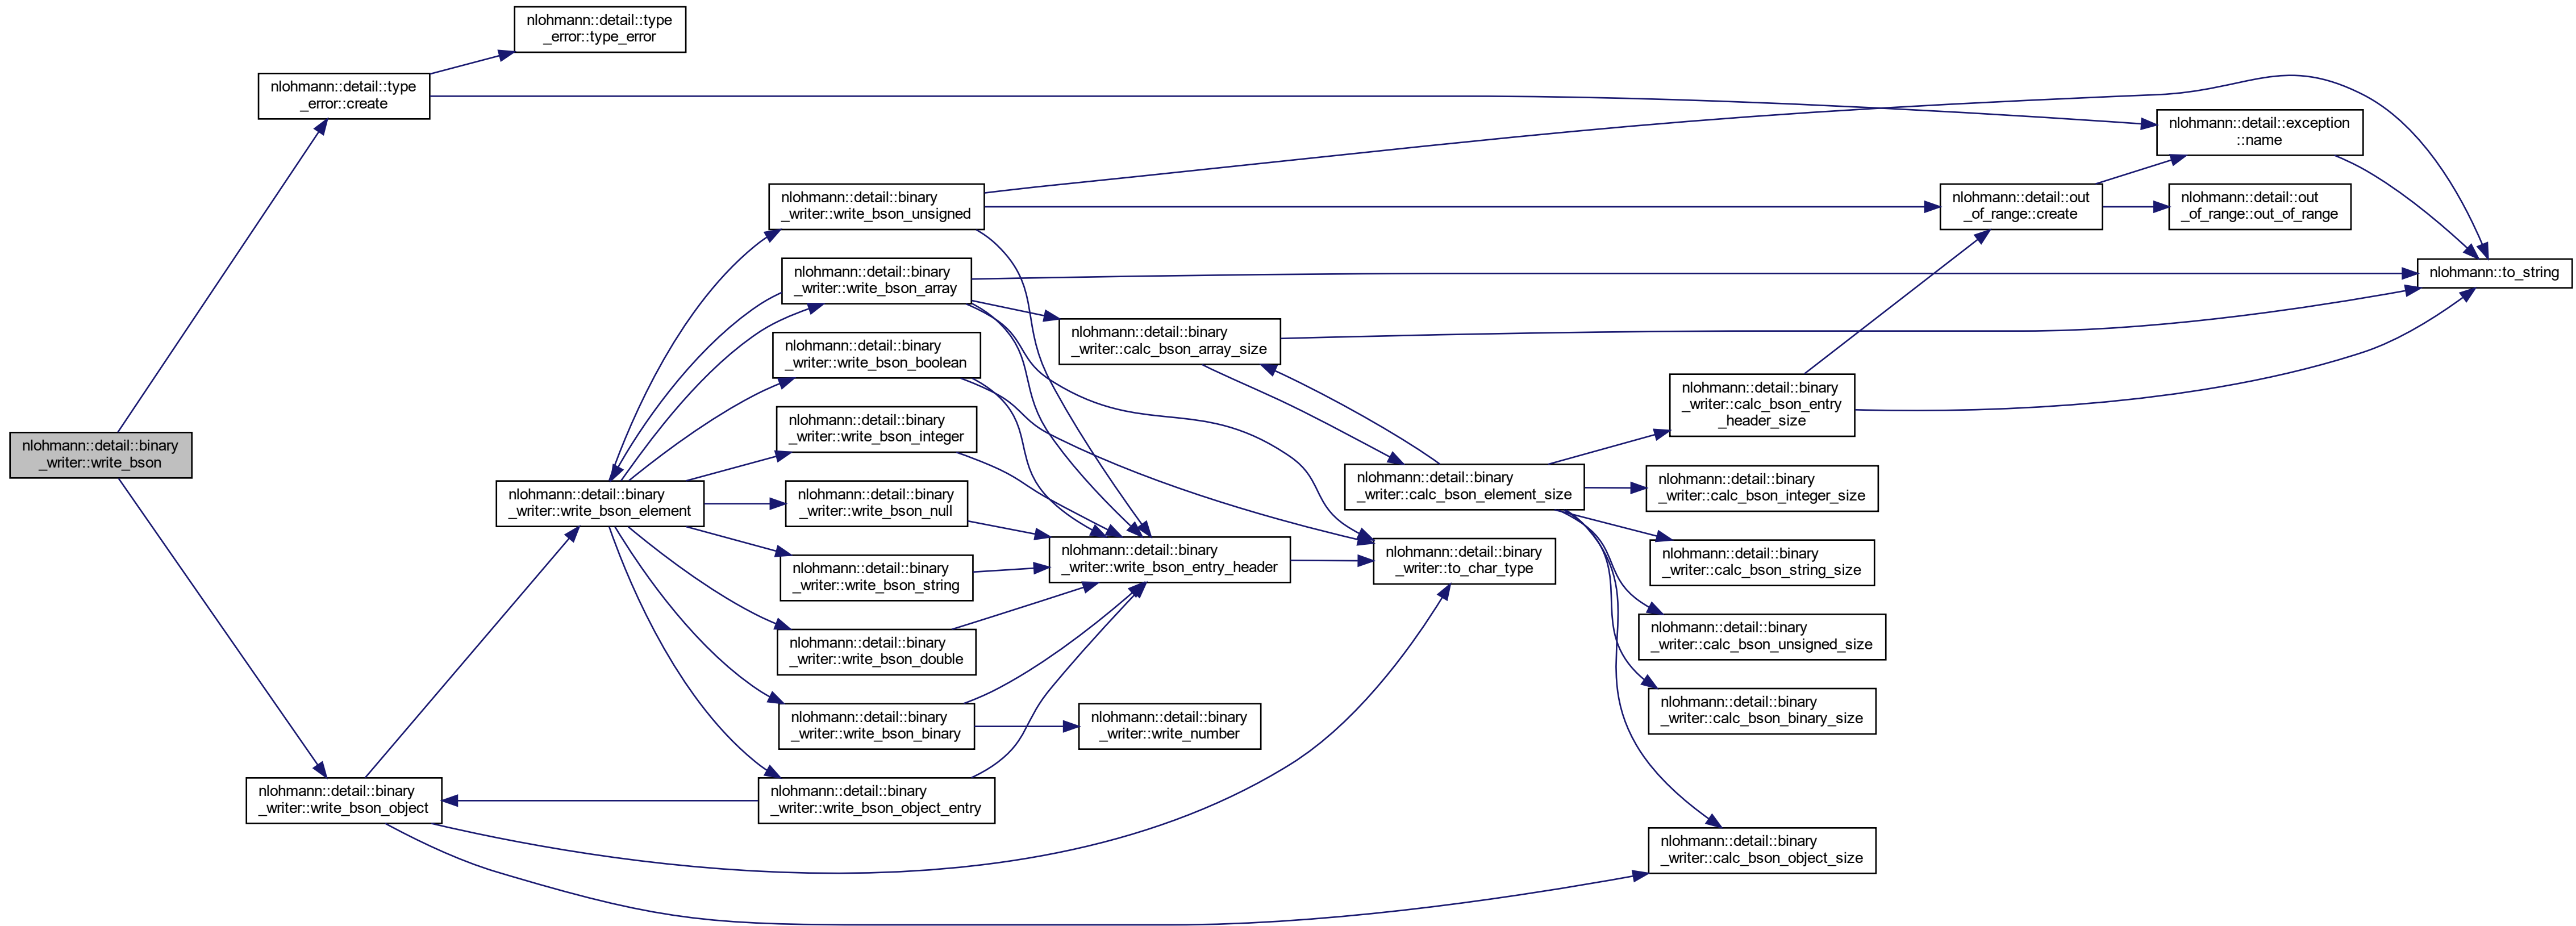 nlohmann::detail::binary
_writer::write_bson
nlohmann::detail::type
_error::create
nlohmann::detail::type
_error::type_error
nlohmann::detail::exception
::name
nlohmann::to_string
nlohmann::detail::binary
_writer::write_bson_object
nlohmann::detail::binary
_writer::write_bson_element
nlohmann::detail::binary
_writer::write_bson_unsigned
nlohmann::detail::binary
_writer::write_bson_array
nlohmann::detail::binary
_writer::write_bson_boolean
nlohmann::detail::binary
_writer::write_bson_integer
nlohmann::detail::binary
_writer::write_bson_null
nlohmann::detail::binary
_writer::write_bson_string
nlohmann::detail::binary
_writer::write_bson_double
nlohmann::detail::binary
_writer::write_bson_binary
nlohmann::detail::binary
_writer::write_bson_object_entry
nlohmann::detail::binary
_writer::calc_bson_array_size
nlohmann::detail::binary
_writer::write_bson_entry_header
nlohmann::detail::binary
_writer::write_number
nlohmann::detail::binary
_writer::calc_bson_element_size
nlohmann::detail::binary
_writer::to_char_type
nlohmann::detail::binary
_writer::calc_bson_entry
_header_size
nlohmann::detail::binary
_writer::calc_bson_integer_size
nlohmann::detail::binary
_writer::calc_bson_string_size
nlohmann::detail::binary
_writer::calc_bson_unsigned_size
nlohmann::detail::binary
_writer::calc_bson_binary_size
nlohmann::detail::binary
_writer::calc_bson_object_size
nlohmann::detail::out
_of_range::create
nlohmann::detail::out
_of_range::out_of_range